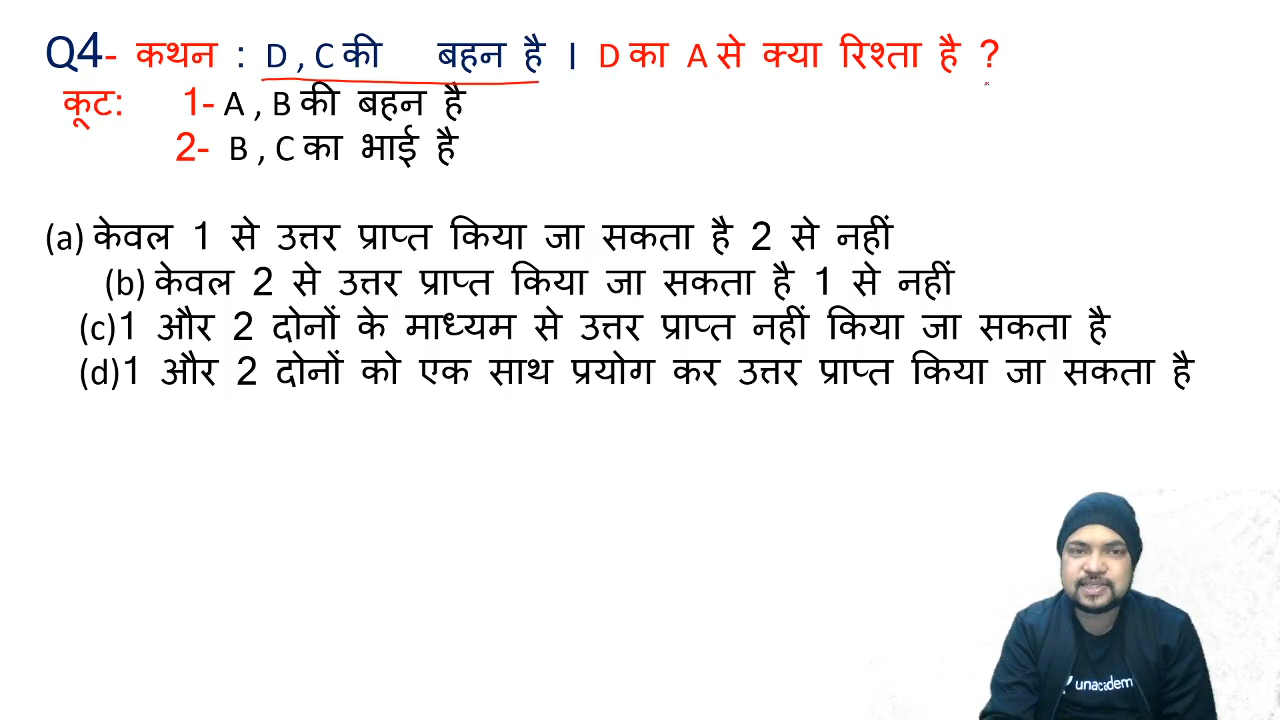 Q4- कथन : D , C की बहन है । D का A से क्या रिश्ता है ?
कूट: 1- A , B की बहन है
2- B , C का भाई है
(a) केवल 1 से उत्तर प्राप्त किया जा सकता है 2 से नहीं
(b) केवल 2 से उत्तर प्राप्त किया जा सकता है 1 से नहीं
(c)1 और 2 दोनों के माध्यम से उत्तर प्राप्त नहीं किया जा सकता है
(d)1 और 2 दोनों को एक साथ प्रयोग कर उत्तर प्राप्त किया जा सकता है
unacadem